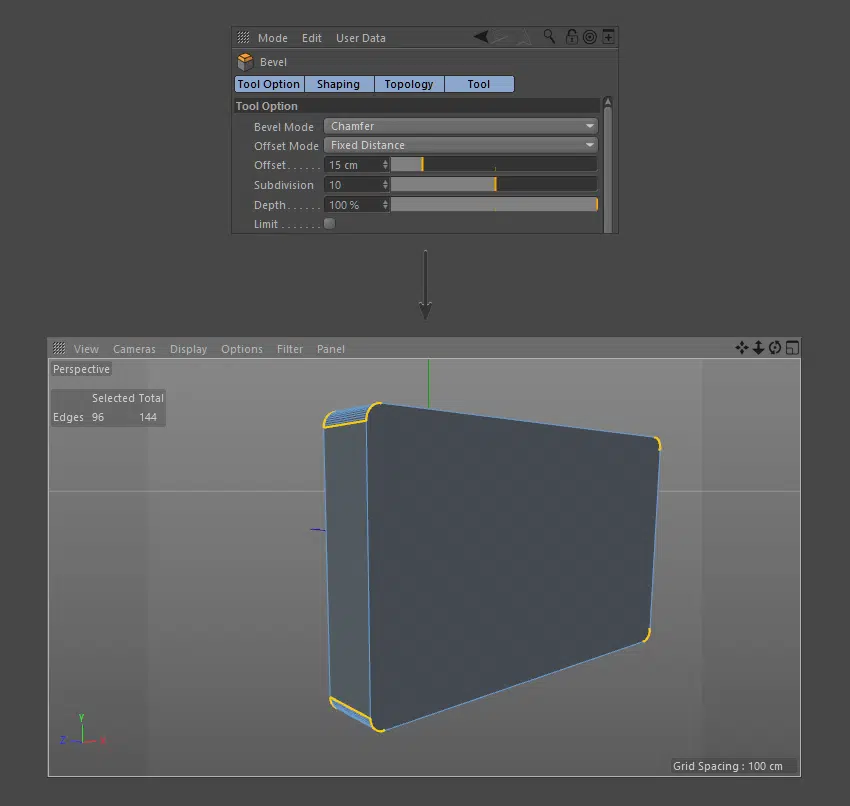 Mode Edit User Data
Bevel
Tool Option Shaping Topology Tool
Tool Option
Bevel Mode Chamfer
Offset Mode Fixed Distance
Offset...... 15 cm
Subdivision 10
Depth...... 100 %
Limit.......
View Cameras Display Options Filter Panel
Perspective
Selected Total
Edges 96 144
Y
Z X
Grid Spacing : 100 cm